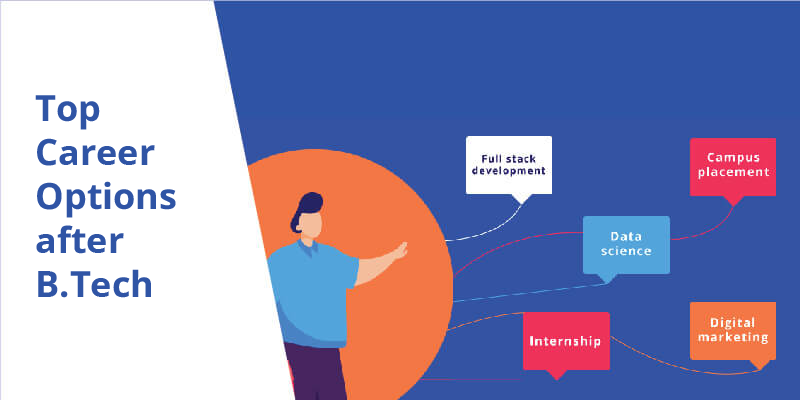 Top
Career
Options
after
B.Tech
Full stack
development
Campus
placement
Data
science
Internship
Digital
marketing